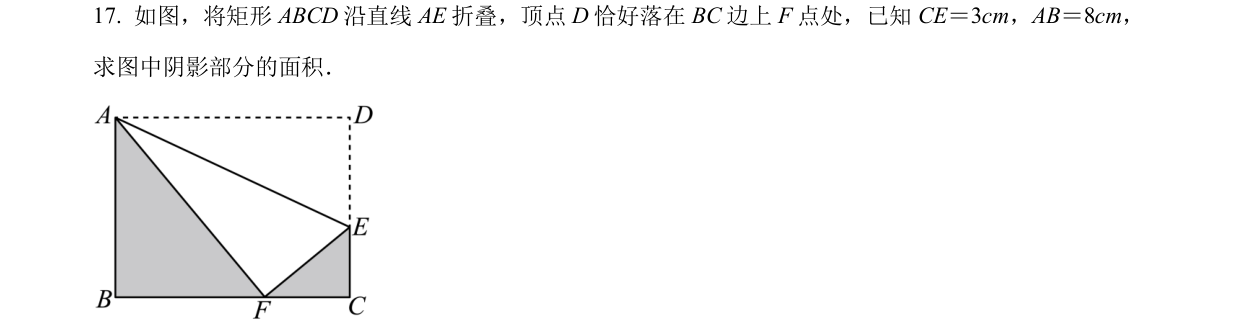 17. 如图，将矩形 ABCD 沿直线 AE 折叠，顶点 D 恰好落在 BC 边上 F 点处，已知 CE＝3cm，AB＝8cm，
求图中阴影部分的面积．
A
D
E
B
F
C